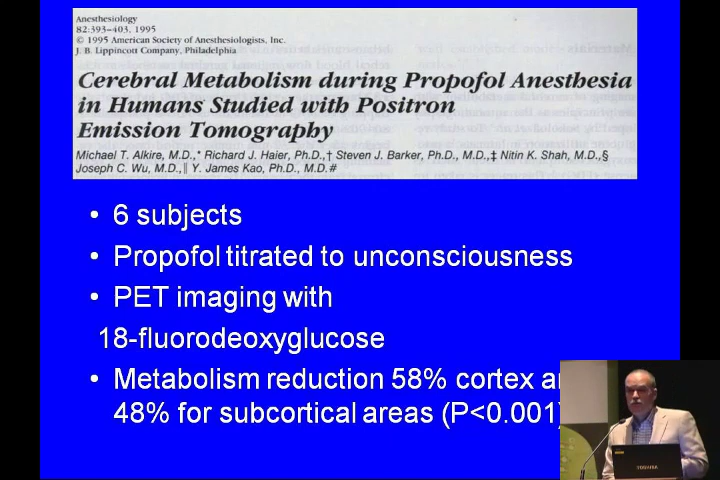 Anesthesiology
82:393-403, 1995
© 1995 American Society of Anesthesiologists, Inc.
J. B. Lippincott Company, Philadelphia
Cerebral Metabolism during Propofol Anesthesia
in Humans Studied with Positron
Emission Tomography
Michael T. Alkire, M.D.,* Richard J. Haier, Ph.D.,† Steven J. Barker, Ph.D., M.D.,‡ Nitin K. Shah, M.D.,§
Joseph C. Wu, M.D.,|| Y. James Kao, Ph.D., M.D.#
• 6 subjects
• Propofol titrated to unconsciousness
• PET imaging with
18-fluorodeoxyglucose
• Metabolism reduction 58% cortex
48% for subcortical areas (P<0.001)
TOSHIBA